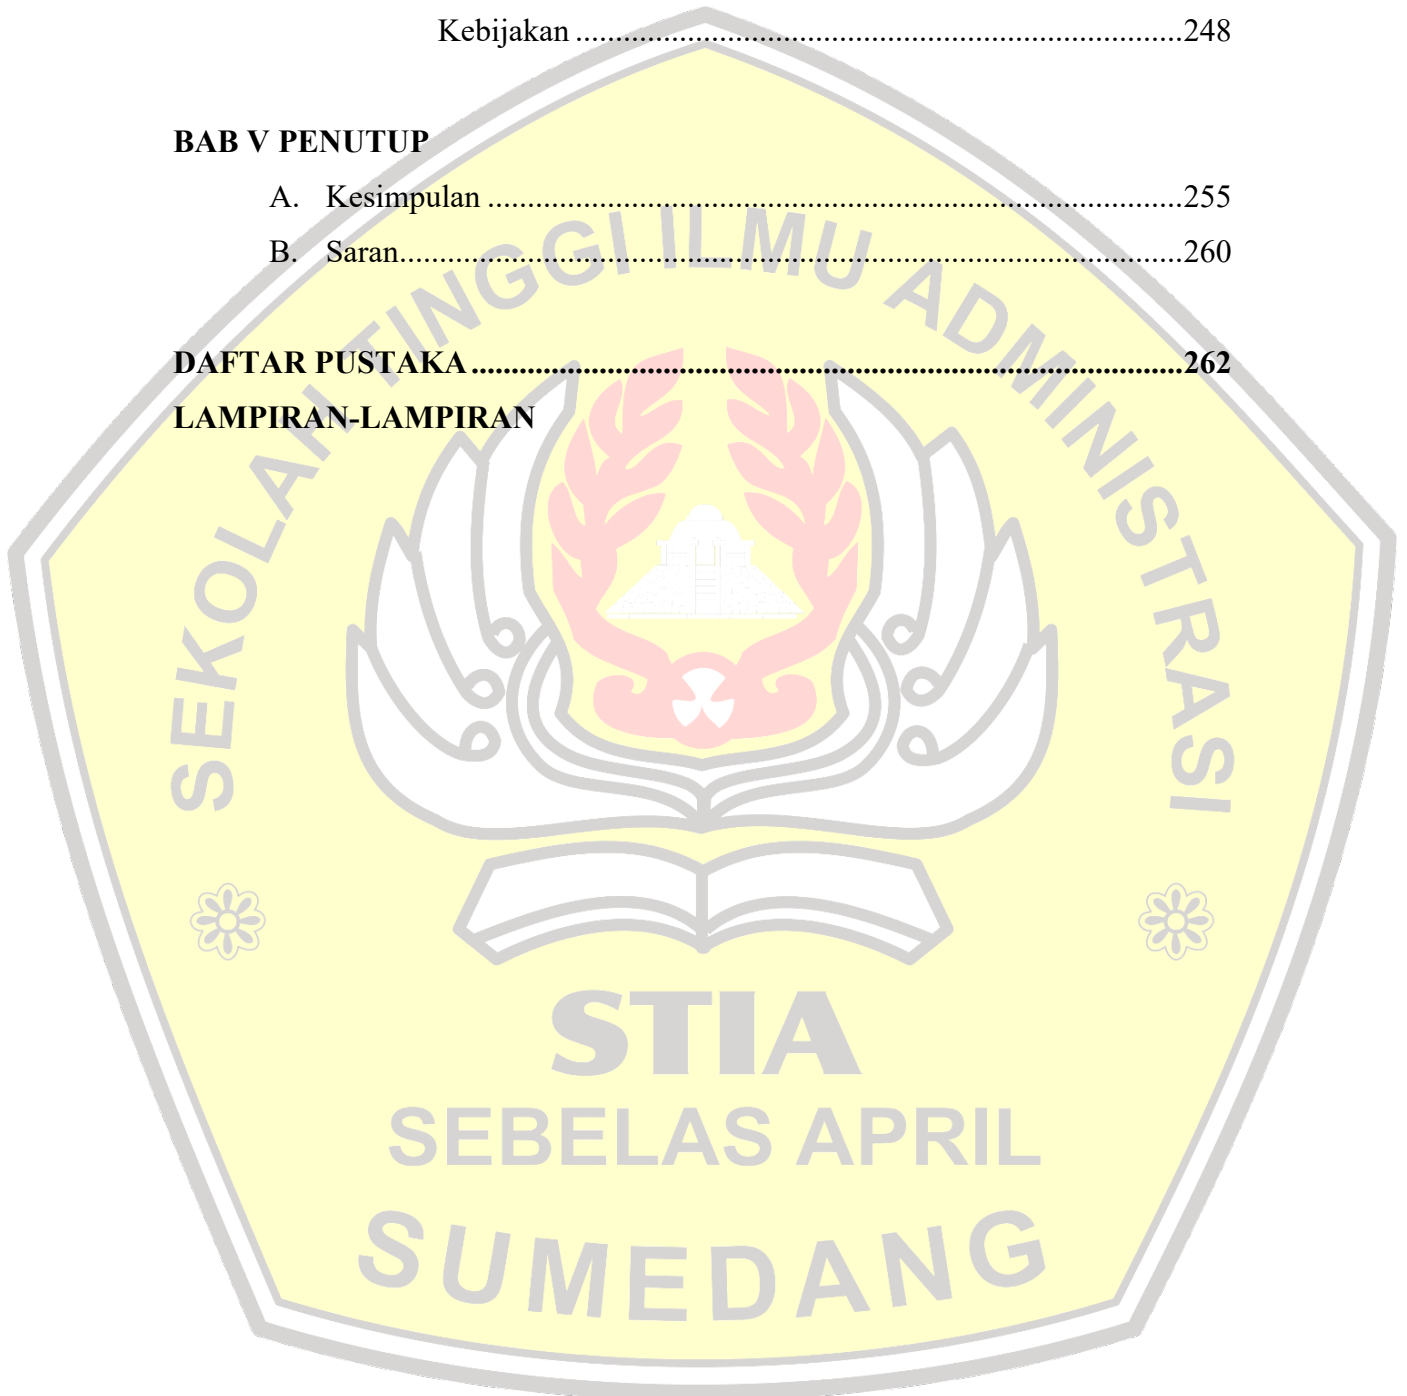 Kebijakan ............................................................................248
BAB V PENUTUP
A. Kesimpulan .......................................................................................255
B. Saran..................................................................................................260
DAFTAR PUSTAKA .........................................................................................262
LAMPIRAN-LAMPIRAN
SEKOLAH TINGGI ILMU ADMINISTRASI
STIA
SEBELAS APRIL
SUMEDANG